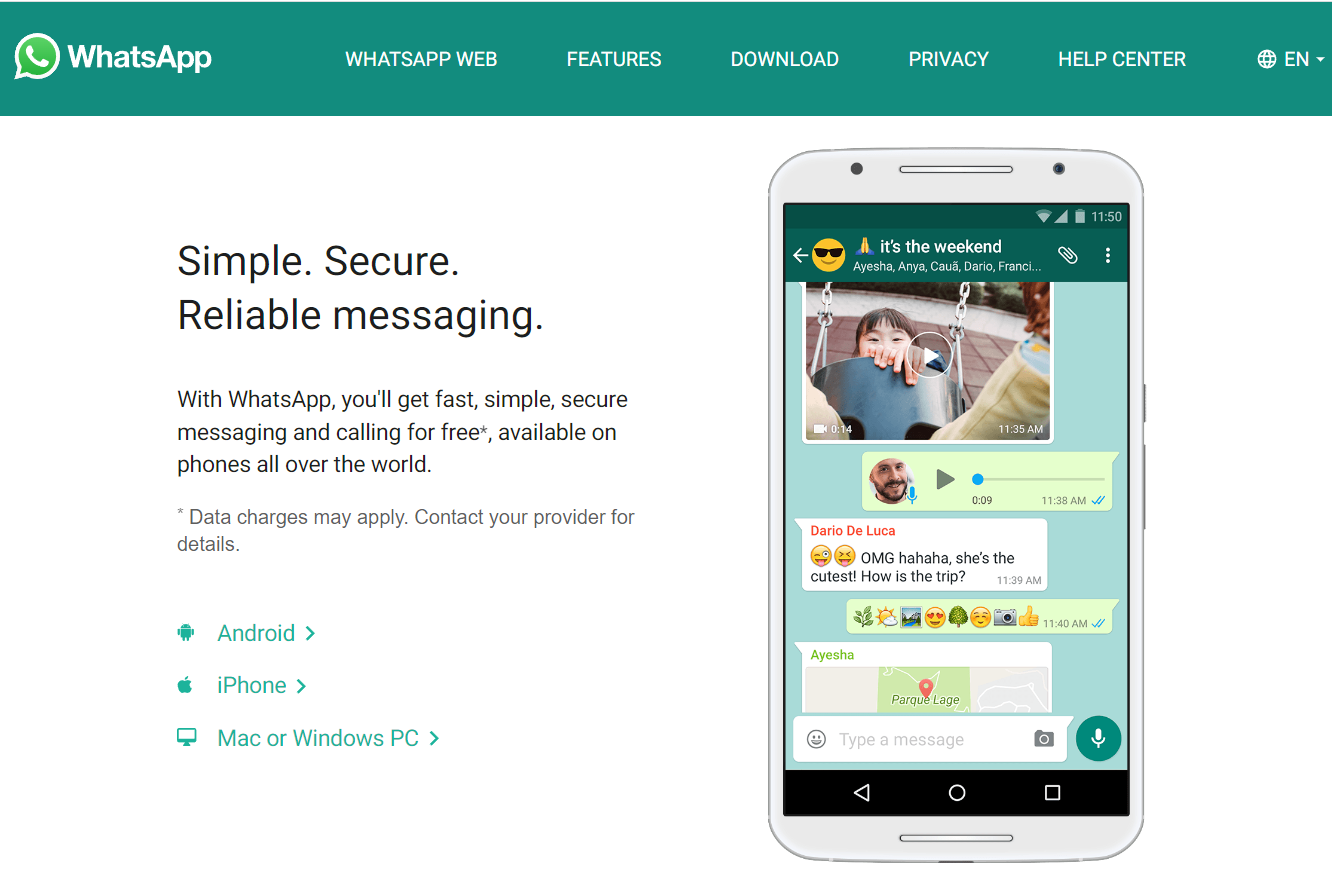 WhatsApp
WHATSAPP WEB
FEATURES
DOWNLOAD
PRIVACY
HELP CENTER
EN
Simple. Secure.
Reliable messaging.
With WhatsApp, you'll get fast, simple, secure
messaging and calling for free*, available on
phones all over the world.
* Data charges may apply. Contact your provider for
details.
Android
iPhone
Mac or Windows PC
11:50
🙏 it's the weekend
Ayesha, Anya, Cauã, Dario, Franci...
0:14
11:35 AM
0:09
11:38 AM
Dario De Luca
😜😝 OMG hahaha, she's the
cutest! How is the trip?
11:39 AM
🌿🌤🏞😍🌳☺📷👍 11:40 AM
Ayesha
Parque Lage
Type a message